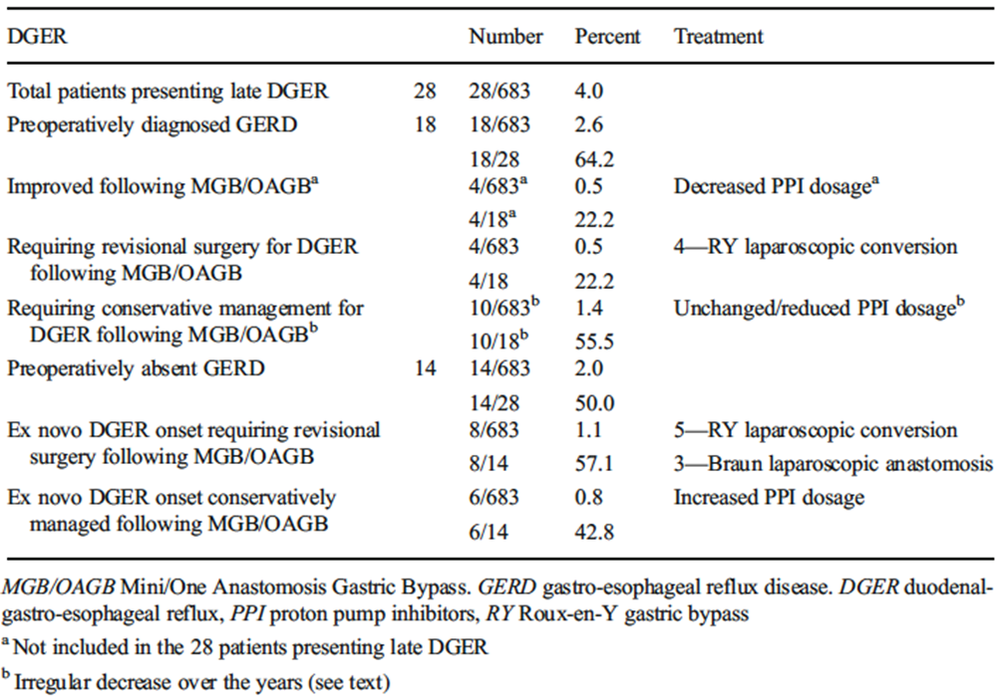 DGER Number Percent Treatment
Total patients presenting late DGER 28 28/683 4.0
Preoperatively diagnosed GERD 18 18/683 2.6
18/28 64.2
Improved following MGB/OAGBᵃ 4/683ᵃ 0.5 Decreased PPI dosageᵃ
4/18ᵃ 22.2
Requiring revisional surgery for DGER 4/683 0.5 4—RY laparoscopic conversion
following MGB/OAGB 4/18 22.2
Requiring conservative management for 10/683ᵇ 1.4 Unchanged/reduced PPI dosageᵇ
DGER following MGB/OAGBᵇ 10/18ᵇ 55.5
Preoperatively absent GERD 14 14/683 2.0
14/28 50.0
Ex novo DGER onset requiring revisional 8/683 1.1 5—RY laparoscopic conversion
surgery following MGB/OAGB 8/14 57.1 3—Braun laparoscopic anastomosis
Ex novo DGER onset conservatively 6/683 0.8 Increased PPI dosage
managed following MGB/OAGB 6/14 42.8
MGB/OAGB Mini/One Anastomosis Gastric Bypass. GERD gastro-esophageal reflux disease. DGER duodenal-
gastro-esophageal reflux, PPI proton pump inhibitors, RY Roux-en-Y gastric bypass
ᵃ Not included in the 28 patients presenting late DGER
ᵇ Irregular decrease over the years (see text)